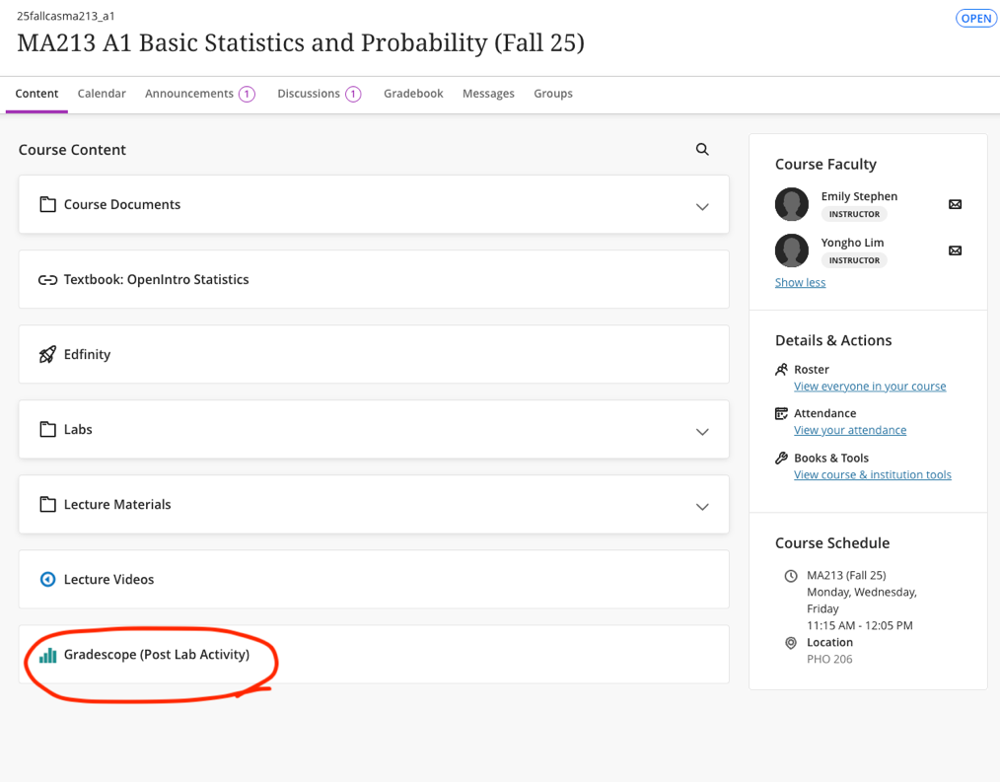 25fallcasma213_a1
OPEN
MA213 A1 Basic Statistics and Probability (Fall 25)
Content Calendar Announcements 1 Discussions 1 Gradebook Messages Groups
Course Content
Course Documents
Textbook: OpenIntro Statistics
Edfinity
Labs
Lecture Materials
Lecture Videos
Gradescope (Post Lab Activity)
Course Faculty
Emily Stephen
INSTRUCTOR
Yongho Lim
INSTRUCTOR
Show less
Details & Actions
Roster
View everyone in your course
Attendance
View your attendance
Books & Tools
View course & institution tools
Course Schedule
MA213 (Fall 25)
Monday, Wednesday,
Friday
11:15 AM - 12:05 PM
Location
PHO 206